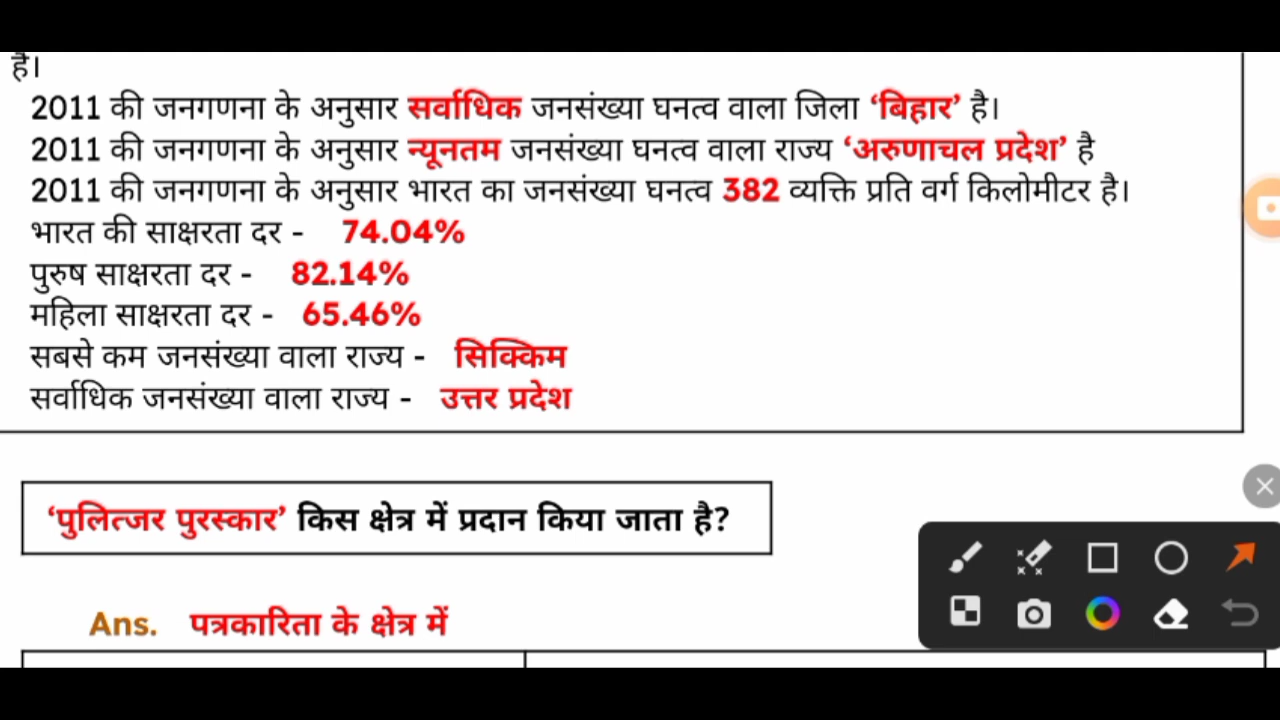 है।
2011 की जनगणना के अनुसार सर्वाधिक जनसंख्या घनत्व वाला जिला ‘बिहार’ है।
2011 की जनगणना के अनुसार न्यूनतम जनसंख्या घनत्व वाला राज्य ‘अरुणाचल प्रदेश’ है
2011 की जनगणना के अनुसार भारत का जनसंख्या घनत्व 382 व्यक्ति प्रति वर्ग किलोमीटर है।
भारत की साक्षरता दर - 74.04%
पुरुष साक्षरता दर - 82.14%
महिला साक्षरता दर - 65.46%
सबसे कम जनसंख्या वाला राज्य - सिक्किम
सर्वाधिक जनसंख्या वाला राज्य - उत्तर प्रदेश
‘पुलित्जर पुरस्कार’ किस क्षेत्र में प्रदान किया जाता है?
Ans. पत्रकारिता के क्षेत्र में